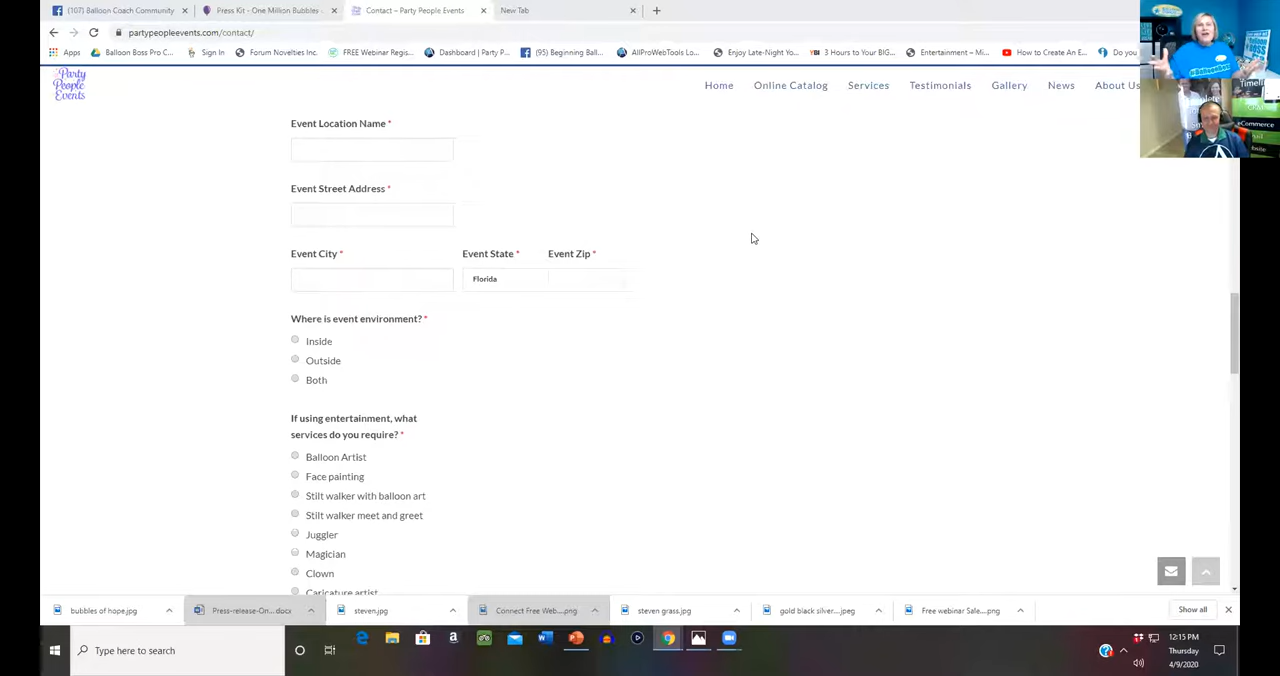 (107) Balloon Coach Community
Press Kit - One Million Bubbles
Contact – Party People Events
New Tab
partypeopleevents.com/contact/
Apps
Balloon Boss Pro C...
Sign In
Forum Novelties Inc.
FREE Webinar Regis...
Dashboard | Party P...
(95) Beginning Ball...
AllProWebTools Lo...
Enjoy Late-Night Yo...
3 Hours to Your BIG...
Entertainment – Mi...
How to Create An E...
Do you
Party
People
Events
Home
Online Catalog
Services
Testimonials
Gallery
News
About Us
Timeli
eCommerce
Event Location Name *
Event Street Address *
Event City *
Event State *
Event Zip *
Florida
Where is event environment? *
Inside
Outside
Both
If using entertainment, what
services do you require? *
Balloon Artist
Face painting
Stilt walker with balloon art
Stilt walker meet and greet
Juggler
Magician
Clown
Caricature artist
bubbles of hope.jpg
Press-release-On....docx
steven.jpg
Connect Free Web....png
steven grass.jpg
gold black silver....jpeg
Free webinar Sale....png
Show all
Type here to search
12:15 PM
Thursday
4/9/2020